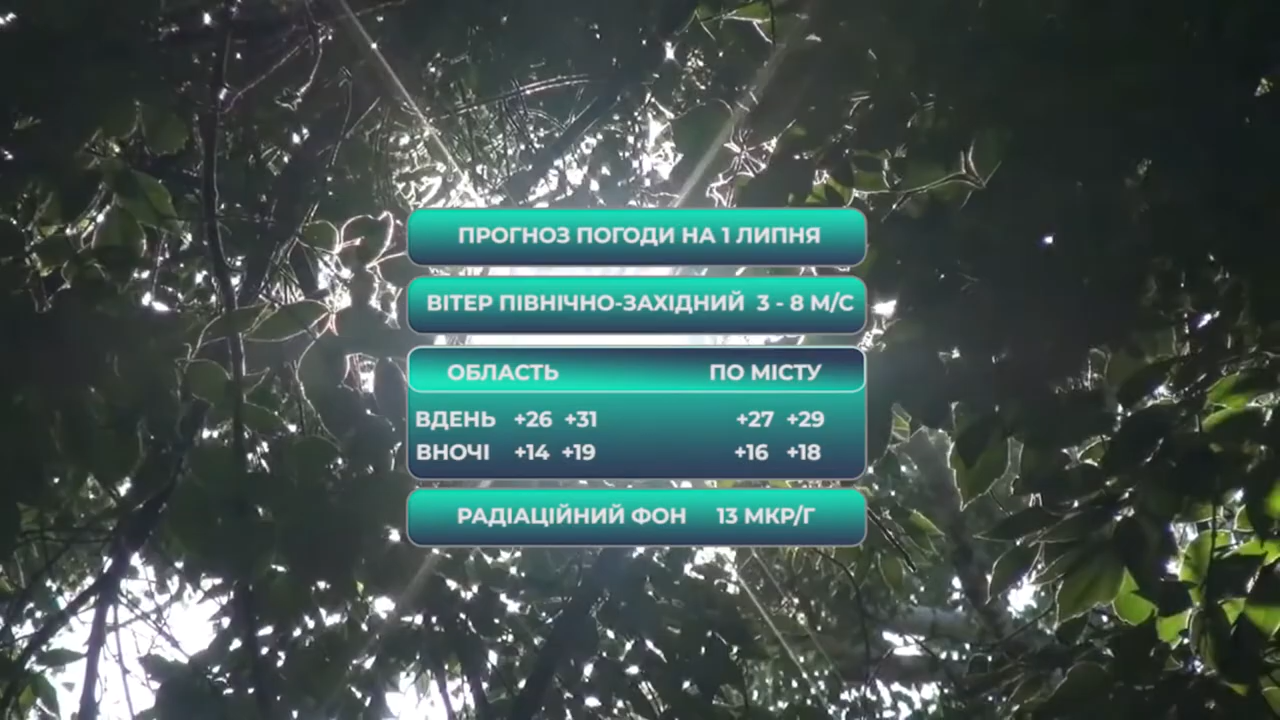 ПРОГНОЗ ПОГОДИ НА 1 ЛИПНЯ
ВІТЕР ПІВНІЧНО-ЗАХІДНИЙ 3 - 8 М/С
ОБЛАСТЬ ПО МІСТУ
ВДЕНЬ +26 +31 +27 +29
ВНОЧІ +14 +19 +16 +18
РАДІАЦІЙНИЙ ФОН 13 МКР/Г